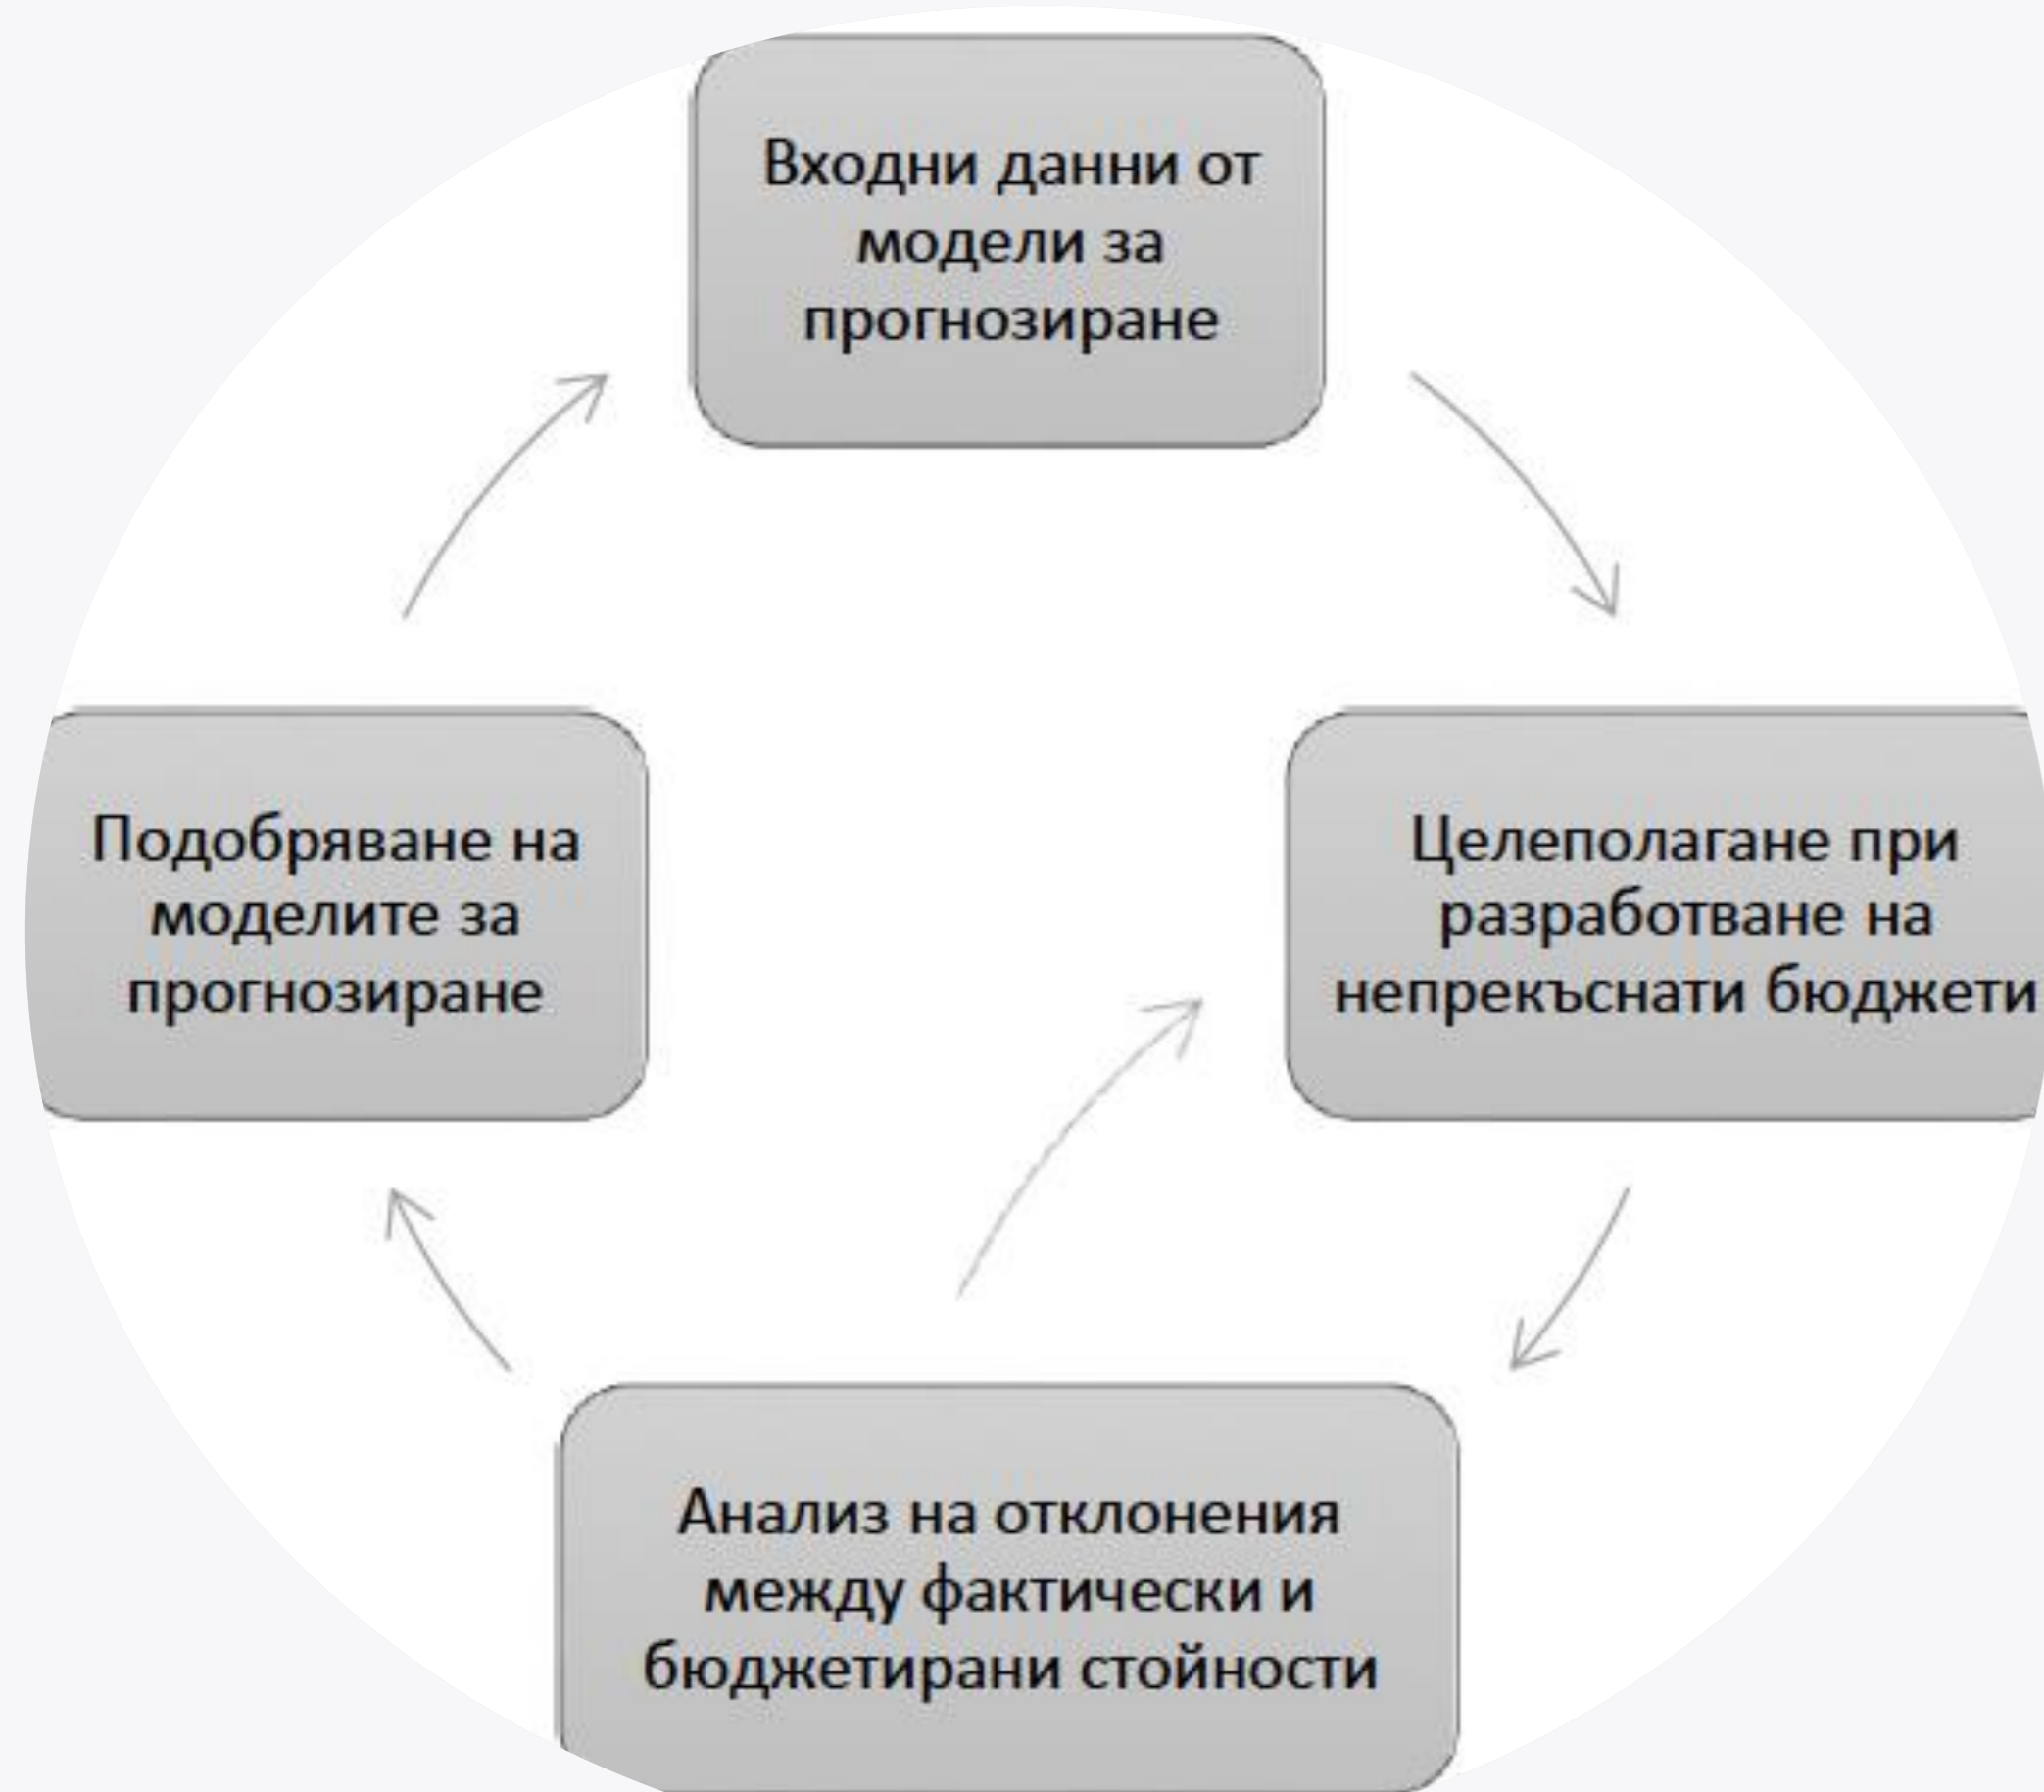 Входни данни от
модели за
прогнозиране
Подобряване на
моделите за
прогнозиране
Целеполагане при
разработване на
непрекъснати бюджети
Анализ на отклонения
между фактически и
бюджетирани стойности